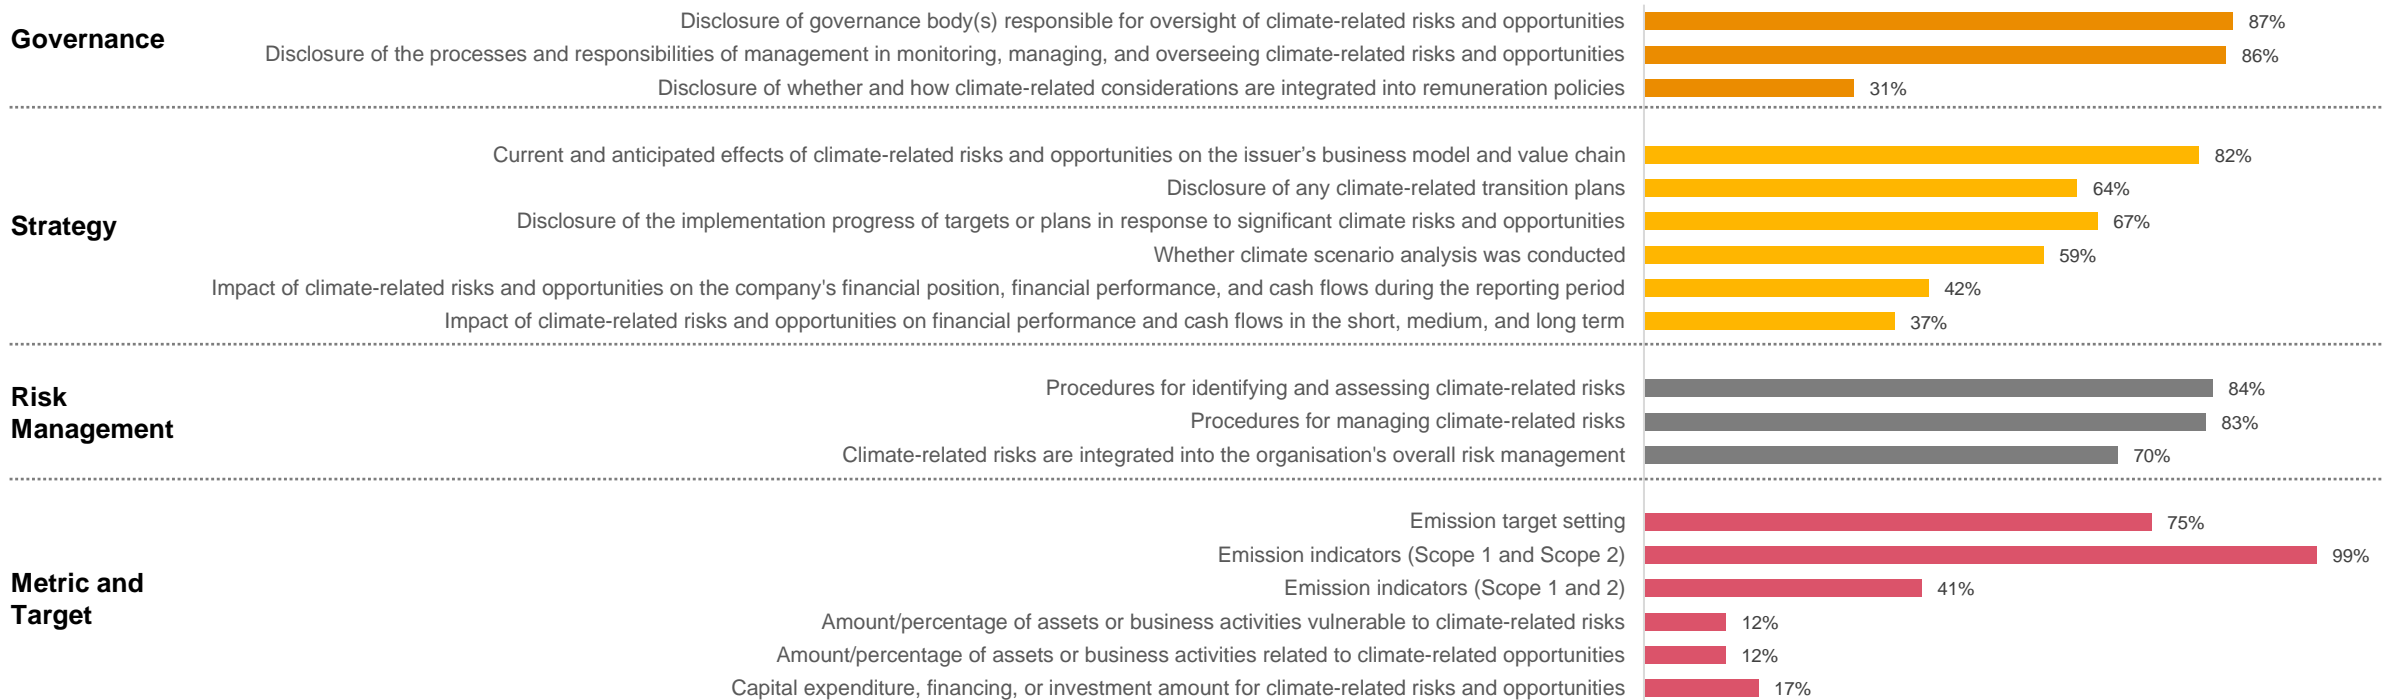 Governance
Disclosure of governance body(s) responsible for oversight of climate-related risks and opportunities 87%
Disclosure of the processes and responsibilities of management in monitoring, managing, and overseeing climate-related risks and opportunities 86%
Disclosure of whether and how climate-related considerations are integrated into remuneration policies 31%
Strategy
Current and anticipated effects of climate-related risks and opportunities on the issuer’s business model and value chain 82%
Disclosure of any climate-related transition plans 64%
Disclosure of the implementation progress of targets or plans in response to significant climate risks and opportunities 67%
Whether climate scenario analysis was conducted 59%
Impact of climate-related risks and opportunities on the company's financial position, financial performance, and cash flows during the reporting period 42%
Impact of climate-related risks and opportunities on financial performance and cash flows in the short, medium, and long term 37%
Risk
Management
Procedures for identifying and assessing climate-related risks 84%
Procedures for managing climate-related risks 83%
Climate-related risks are integrated into the organisation's overall risk management 70%
Metric and
Target
Emission target setting 75%
Emission indicators (Scope 1 and Scope 2) 99%
Emission indicators (Scope 1 and 2) 41%
Amount/percentage of assets or business activities vulnerable to climate-related risks 12%
Amount/percentage of assets or business activities related to climate-related opportunities 12%
Capital expenditure, financing, or investment amount for climate-related risks and opportunities 17%